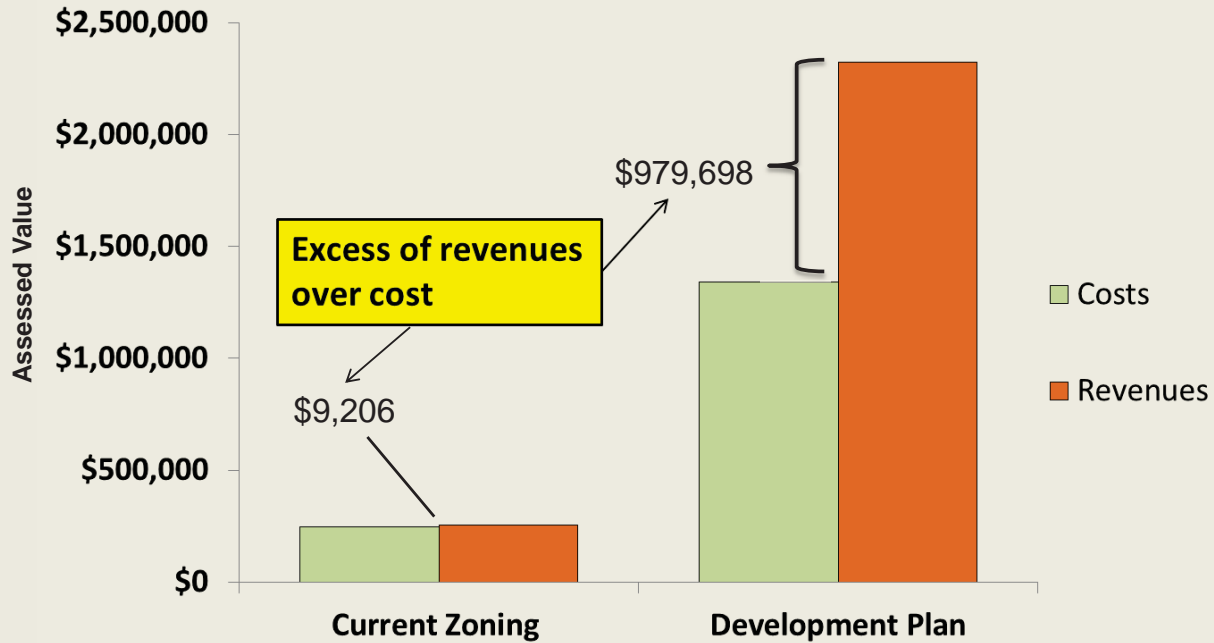 $2,500,000
$2,000,000
$1,500,000
$1,000,000
$500,000
$0
Assessed Value
$979,698
Excess of revenues
over cost
$9,206
Costs
Revenues
Current Zoning
Development Plan